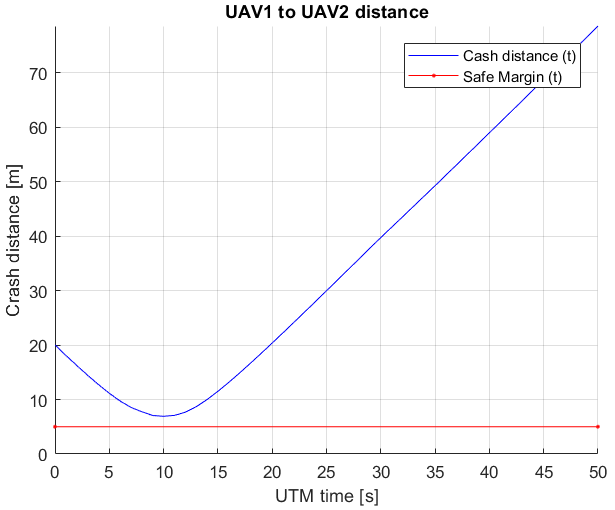 UAV1 to UAV2 distance
Cash distance (t)
Safe Margin (t)
Crash distance [m]
70
60
50
40
30
20
10
0
0 5 10 15 20 25 30 35 40 45 50
UTM time [s]